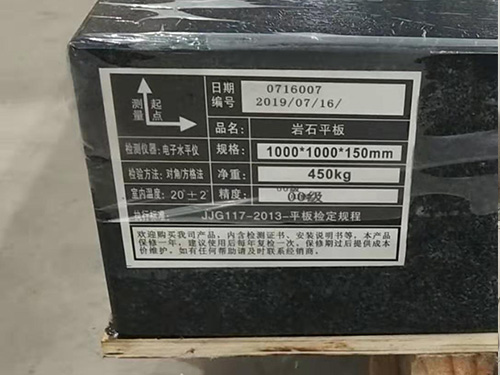 测量 起点
日期 0716007
编号 2019/07/16/
品名: 岩石平板
检测仪器: 电子水平仪 规格: 1000*1000*150mm
检验方法: 对角/方格法 净重: 450kg
室内温度: 20°±2° 精度: 00级
执行标准: JJG117-2013-平板检定规程
欢迎购买我司产品, 内含检测证书、安装说明书等, 本产品
保修一年, 建议使用后每年复检一次, 保修期过后提供成本
价维护。如有任何帮助请及时联系经销商。